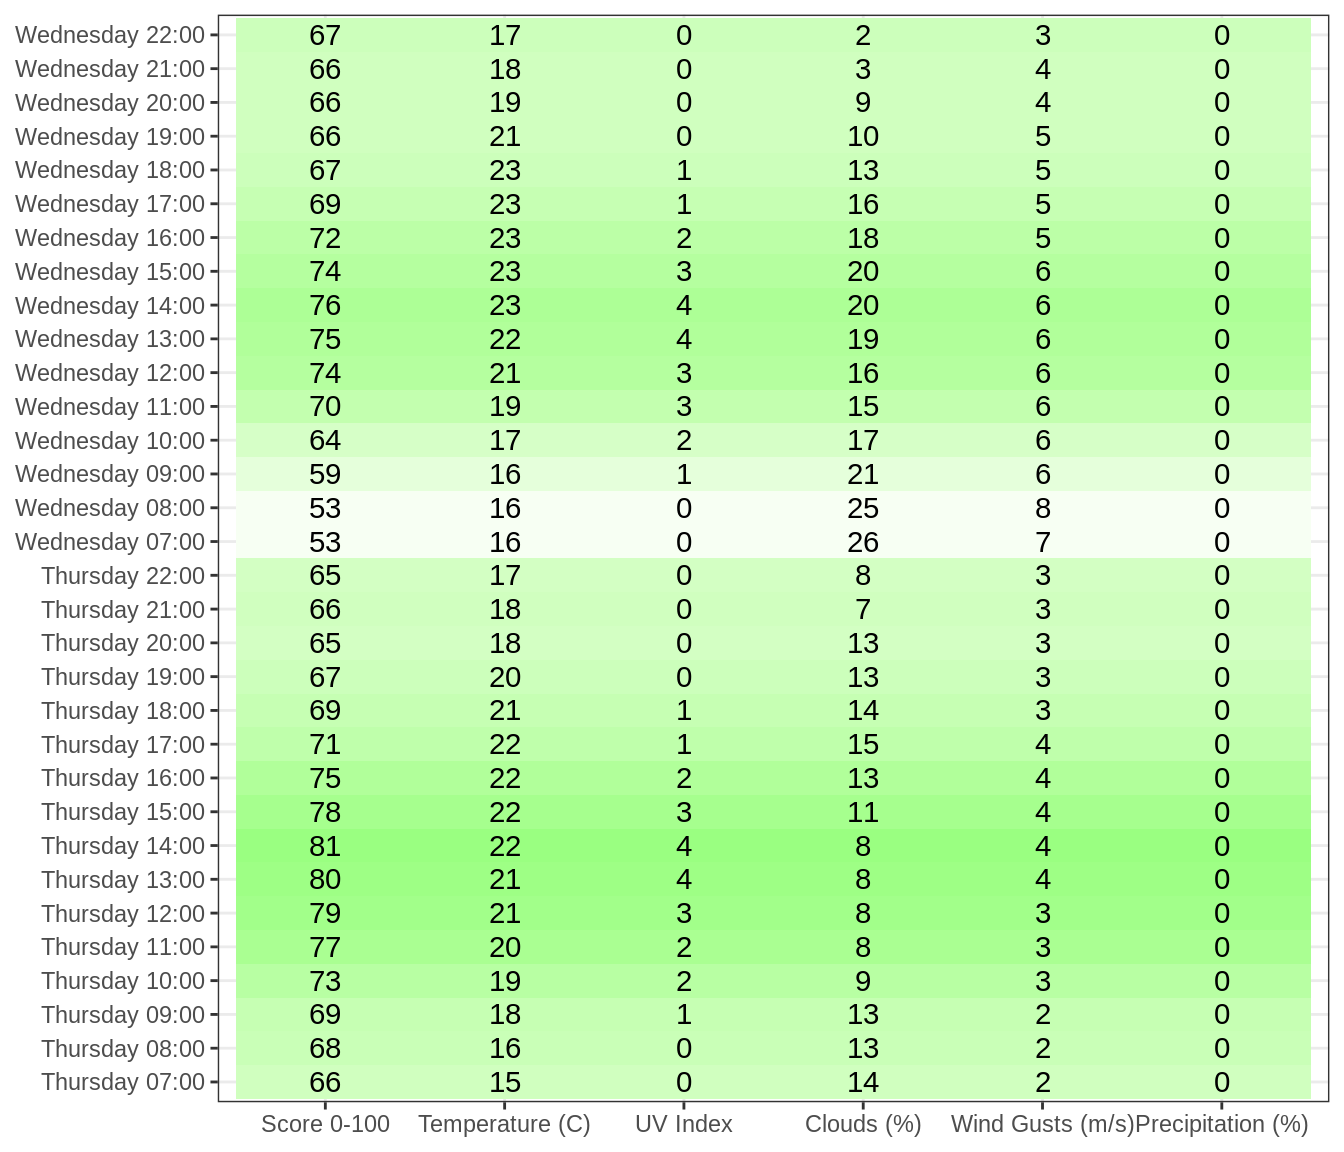 Wednesday 22:00 67 17 0 2 3 0
Wednesday 21:00 66 18 0 3 4 0
Wednesday 20:00 66 19 0 9 4 0
Wednesday 19:00 66 21 0 10 5 0
Wednesday 18:00 67 23 1 13 5 0
Wednesday 17:00 69 23 1 16 5 0
Wednesday 16:00 72 23 2 18 5 0
Wednesday 15:00 74 23 3 20 6 0
Wednesday 14:00 76 23 4 20 6 0
Wednesday 13:00 75 22 4 19 6 0
Wednesday 12:00 74 21 3 16 6 0
Wednesday 11:00 70 19 3 15 6 0
Wednesday 10:00 64 17 2 17 6 0
Wednesday 09:00 59 16 1 21 6 0
Wednesday 08:00 53 16 0 25 8 0
Wednesday 07:00 53 16 0 26 7 0
Thursday 22:00 65 17 0 8 3 0
Thursday 21:00 66 18 0 7 3 0
Thursday 20:00 65 18 0 13 3 0
Thursday 19:00 67 20 0 13 3 0
Thursday 18:00 69 21 1 14 3 0
Thursday 17:00 71 22 1 15 4 0
Thursday 16:00 75 22 2 13 4 0
Thursday 15:00 78 22 3 11 4 0
Thursday 14:00 81 22 4 8 4 0
Thursday 13:00 80 21 4 8 4 0
Thursday 12:00 79 21 3 8 3 0
Thursday 11:00 77 20 2 8 3 0
Thursday 10:00 73 19 2 9 3 0
Thursday 09:00 69 18 1 13 2 0
Thursday 08:00 68 16 0 13 2 0
Thursday 07:00 66 15 0 14 2 0
Score 0-100 Temperature (C) UV Index Clouds (%) Wind Gusts (m/s) Precipitation (%)